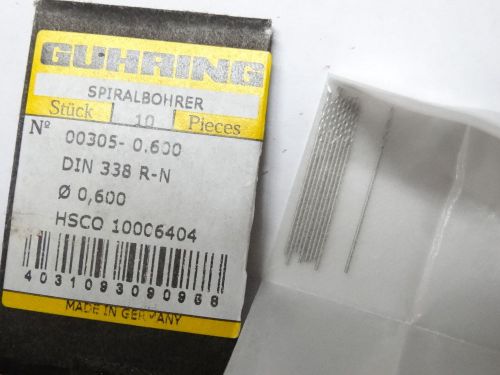 GUHRING
SPIRALBOHRER
Stück 10 Pieces
Nº 00305- 0.600
DIN 338 R-N
Ø 0,600
HSCO 10006404
4031093090968
MADE IN GERMANY